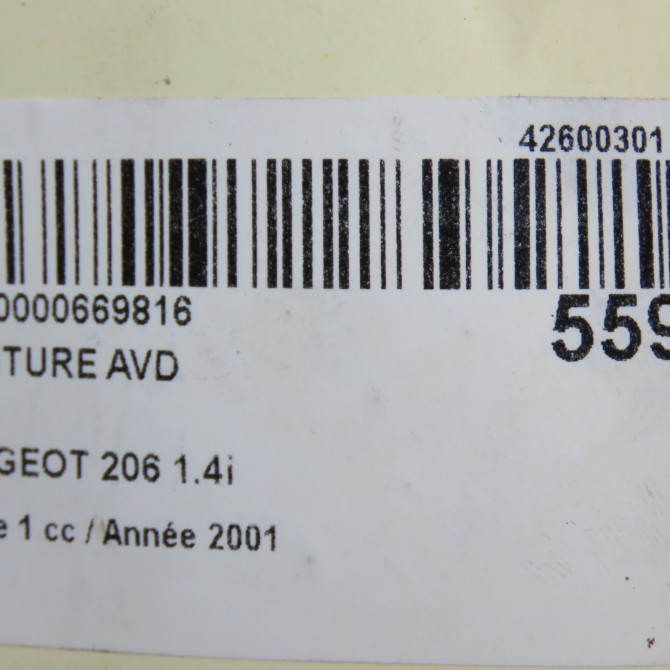 42600301
0000669816
559
TURE AVD
GEOT 206 1.4i
e 1 cc / Année 2001